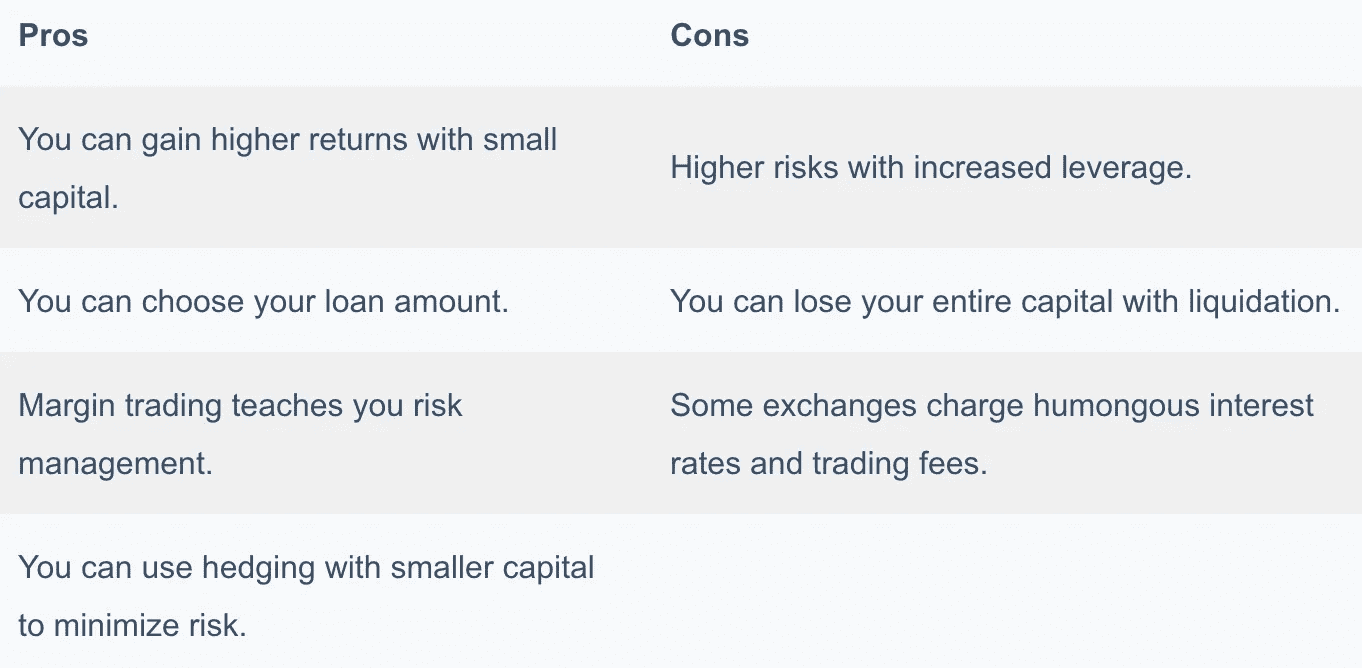 Pros
Cons
You can gain higher returns with small
capital.
Higher risks with increased leverage.
You can choose your loan amount.
You can lose your entire capital with liquidation.
Margin trading teaches you risk
management.
Some exchanges charge humongous interest
rates and trading fees.
You can use hedging with smaller capital
to minimize risk.